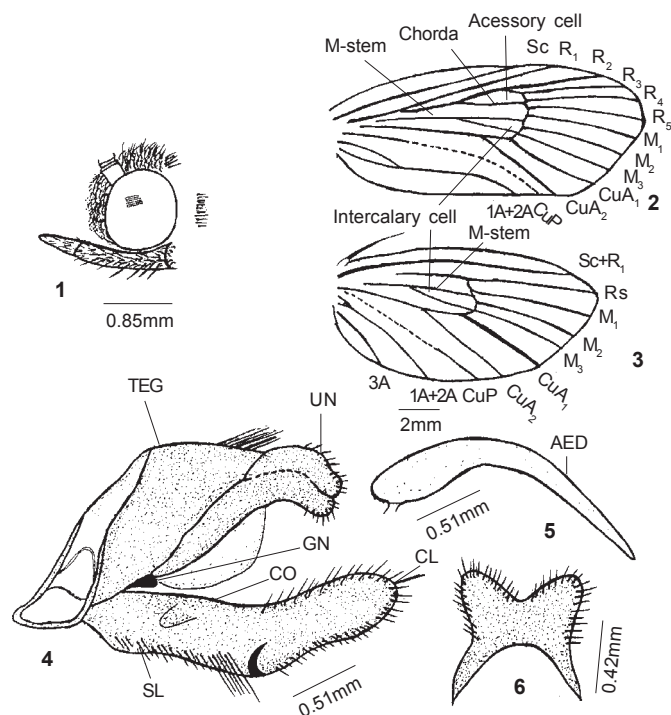 Acessory cell
Chorda
M-stem
Sc
R1
R2
R3
R4
R5
M1
M2
M3
CuA1
CuA2
CuP
1A+2A
2
Intercalary cell
M-stem
1
0.85mm
Sc+R1
Rs
M1
M2
M3
3
CuA1
CuA2
CuP
1A+2A
3A
2mm
TEG
UN
GN
CO
CL
SL
4
0.51mm
AED
5
0.51mm
6
0.42mm